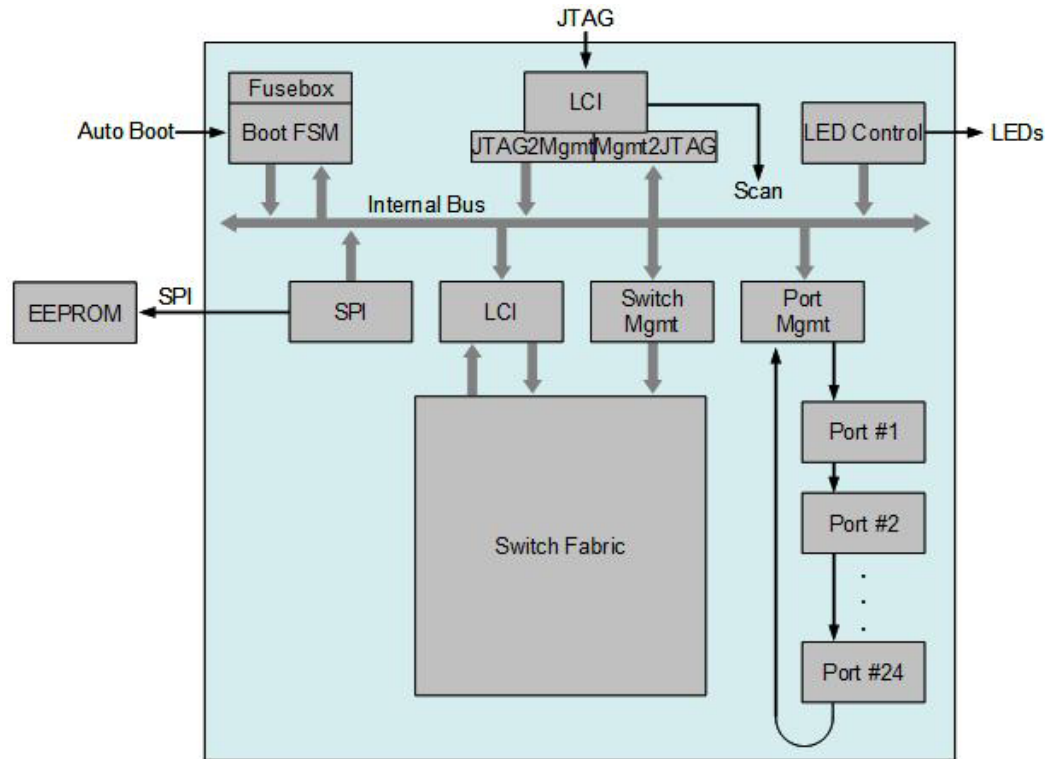 JTAG
Fusebox
LCI
Auto Boot
Boot FSM
LED Control
LEDs
JTAG2Mgmt
Mgmt2JTAG
Scan
Internal Bus
SPI
EEPROM
SPI
LCI
Switch
Mgmt
Port
Mgmt
Port #1
Port #2
Switch Fabric
Port #24